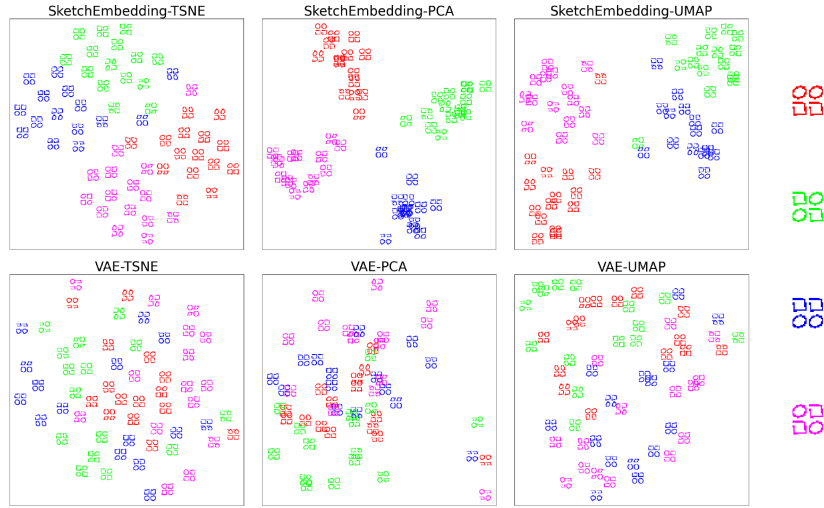 SketchEmbedding-TSNE
SketchEmbedding-PCA
SketchEmbedding-UMAP
VAE-TSNE
VAE-PCA
VAE-UMAP